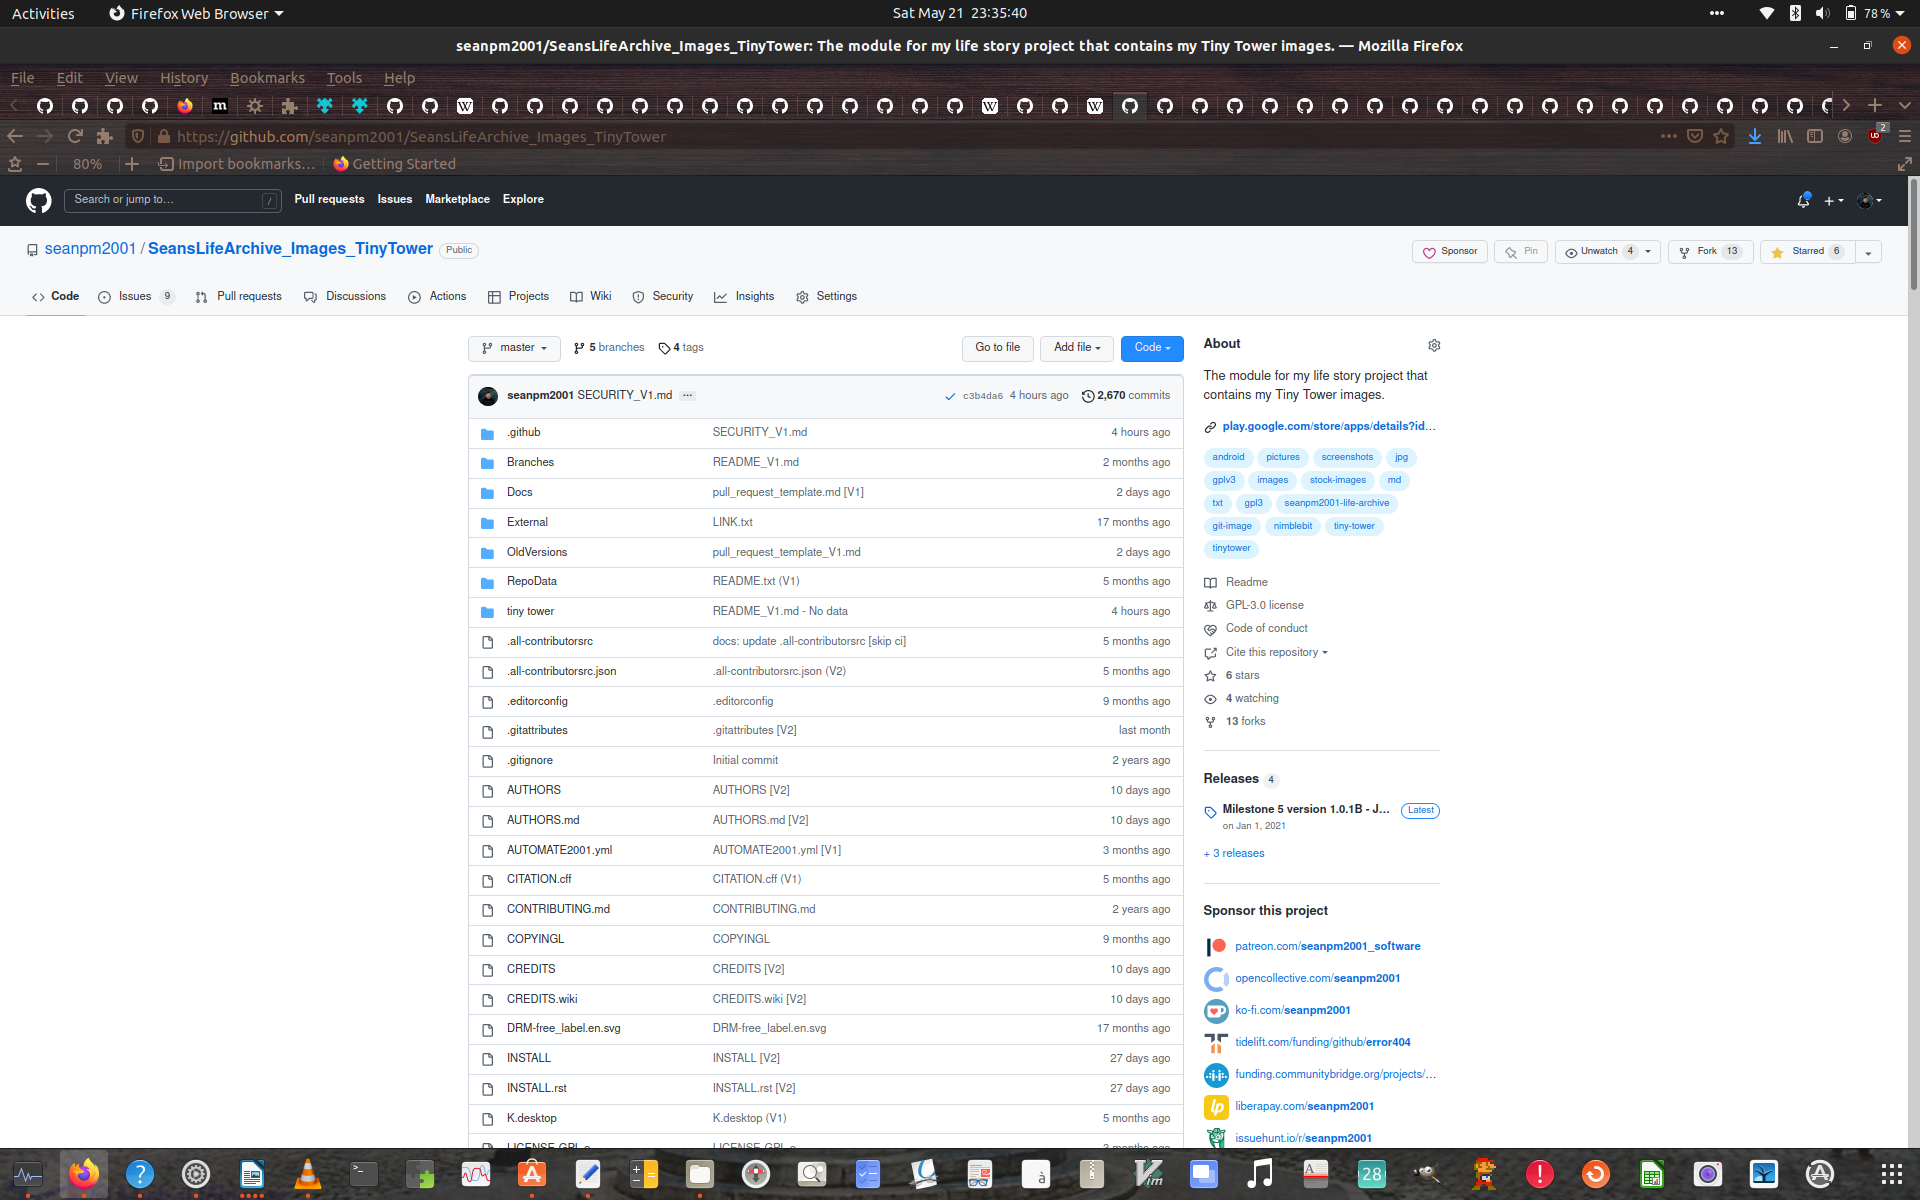 Activities Firefox Web Browser Sat May 21 23:35:40 78 %
seanpm2001/SeansLifeArchive_Images_TinyTower: The module for my life story project that contains my Tiny Tower images. — Mozilla Firefox
File Edit View History Bookmarks Tools Help
https://github.com/seanpm2001/SeansLifeArchive_Images_TinyTower 2
80% Import bookmarks... Getting Started
Search or jump to... / Pull requests Issues Marketplace Explore
seanpm2001 / SeansLifeArchive_Images_TinyTower Public Sponsor Pin Unwatch 4 Fork 13 Starred 6
Code Issues 9 Pull requests Discussions Actions Projects Wiki Security Insights Settings
master 5 branches 4 tags Go to file Add file Code
seanpm2001 SECURITY_V1.md ... c3b4da6 4 hours ago 2,670 commits
.github SECURITY_V1.md 4 hours ago
Branches README_V1.md 2 months ago
Docs pull_request_template.md [V1] 2 days ago
External LINK.txt 17 months ago
OldVersions pull_request_template_V1.md 2 days ago
RepoData README.txt (V1) 5 months ago
tiny tower README_V1.md - No data 4 hours ago
.all-contributorsrc docs: update .all-contributorsrc [skip ci] 5 months ago
.all-contributorsrc.json .all-contributorsrc.json (V2) 5 months ago
.editorconfig .editorconfig 9 months ago
.gitattributes .gitattributes [V2] last month
.gitignore Initial commit 2 years ago
AUTHORS AUTHORS [V2] 10 days ago
AUTHORS.md AUTHORS.md [V2] 10 days ago
AUTOMATE2001.yml AUTOMATE2001.yml [V1] 3 months ago
CITATION.cff CITATION.cff (V1) 5 months ago
CONTRIBUTING.md CONTRIBUTING.md 2 years ago
COPYINGL COPYINGL 9 months ago
CREDITS CREDITS [V2] 10 days ago
CREDITS.wiki CREDITS.wiki [V2] 10 days ago
DRM-free_label.en.svg DRM-free_label.en.svg 17 months ago
INSTALL INSTALL [V2] 27 days ago
INSTALL.rst INSTALL.rst [V2] 27 days ago
K.desktop K.desktop (V1) 5 months ago
About
The module for my life story project that
contains my Tiny Tower images.
play.google.com/store/apps/details?id...
android pictures screenshots jpg
gplv3 images stock-images md
txt gpl3 seanpm2001-life-archive
git-image nimblebit tiny-tower
tinytower
Readme
GPL-3.0 license
Code of conduct
Cite this repository
6 stars
4 watching
13 forks
Releases 4
Milestone 5 version 1.0.1B - J... Latest
on Jan 1, 2021
+ 3 releases
Sponsor this project
patreon.com/seanpm2001_software
opencollective.com/seanpm2001
ko-fi.com/seanpm2001
tidelift.com/funding/github/error404
funding.communitybridge.org/projects/...
liberapay.com/seanpm2001
issuehunt.io/r/seanpm2001
28